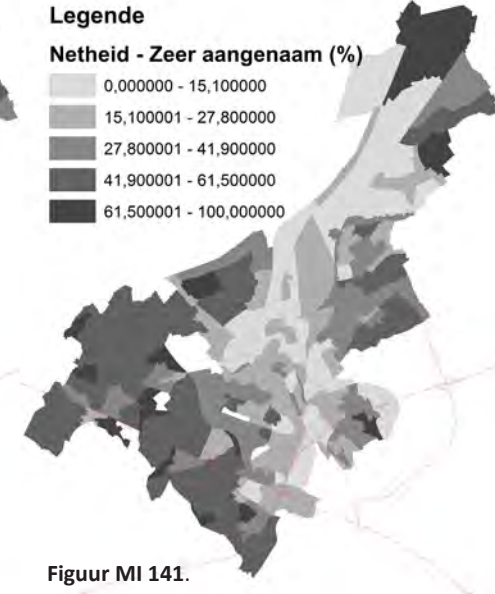 Legende
Netheid - Zeer aangenaam (%)
0,000000 - 15,100000
15,100001 - 27,800000
27,800001 - 41,900000
41,900001 - 61,500000
61,500001 - 100,000000
Figuur MI 141.